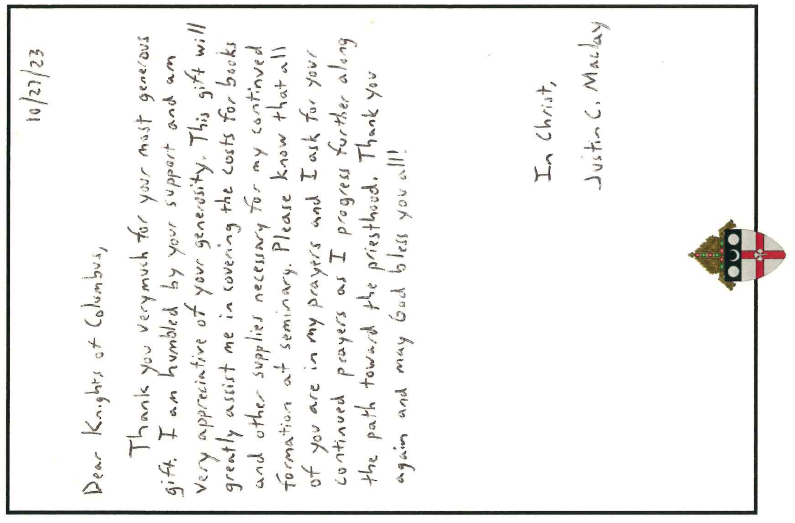 10/27/23
Dear Knights of Columbus,
Thank you very much for your most generous
gift. I am humbled by your support and am
very appreciative of your generosity. This gift will
greatly assist me in covering the costs for books
and other supplies necessary for my continued
formation at seminary. Please know that all
of you are in my prayers and I ask for your
continued prayers as I progress further along
the path toward the priesthood. Thank you
again and may God bless you all!
In Christ,
Justin C. Maclay